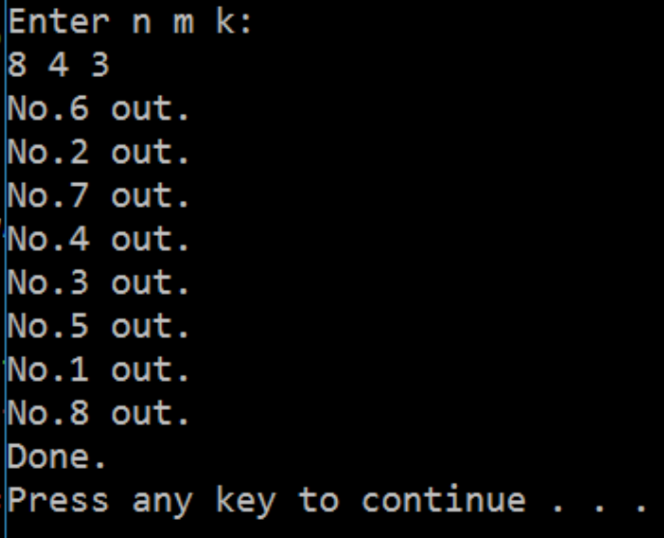 Enter n m k:
8 4 3
No.6 out.
No.2 out.
No.7 out.
No.4 out.
No.3 out.
No.5 out.
No.1 out.
No.8 out.
Done.
Press any key to continue . . .